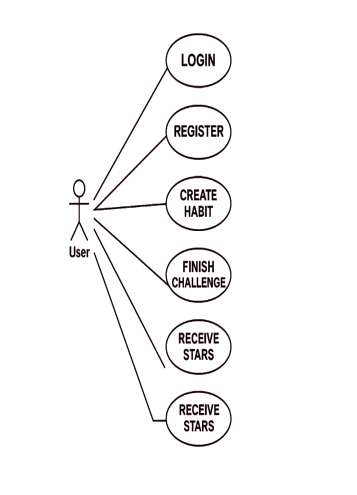 LOGIN
REGISTER
CREATE
HABIT
User
FINISH
CHALLENGE
RECEIVE
STARS
RECEIVE
STARS